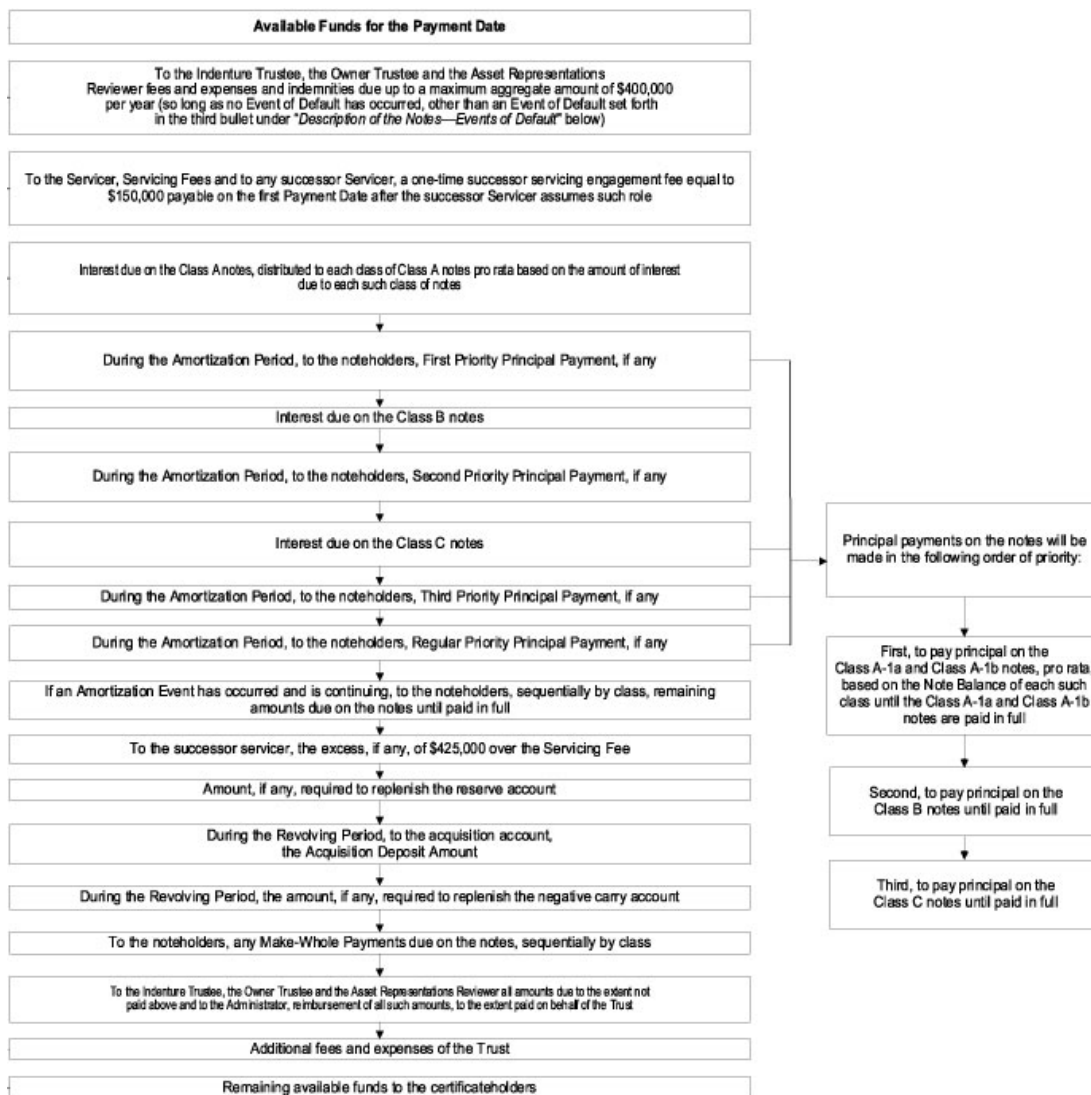 Available Funds for the Payment Date
To the Indenture Trustee, the Owner Trustee and the Asset Representations
Reviewer fees and expenses and indemnities due up to a maximum aggregate amount of $400,000
per year (so long as no Event of Default has occurred, other than an Event of Default set forth
in the third bullet under "Description of the Notes—Events of Default" below)
To the Servicer, Servicing Fees and to any successor Servicer, a one-time successor servicing engagement fee equal to
$150,000 payable on the first Payment Date after the successor Servicer assumes such role
Interest due on the Class A notes, distributed to each class of Class A notes pro rata based on the amount of interest
due to each such class of notes
During the Amortization Period, to the noteholders, First Priority Principal Payment, if any
Interest due on the Class B notes
During the Amortization Period, to the noteholders, Second Priority Principal Payment, if any
Interest due on the Class C notes
During the Amortization Period, to the noteholders, Third Priority Principal Payment, if any
During the Amortization Period, to the noteholders, Regular Priority Principal Payment, if any
If an Amortization Event has occurred and is continuing, to the noteholders, sequentially by class, remaining
amounts due on the notes until paid in full
To the successor servicer, the excess, if any, of $425,000 over the Servicing Fee
Amount, if any, required to replenish the reserve account
During the Revolving Period, to the acquisition account,
the Acquisition Deposit Amount
During the Revolving Period, the amount, if any, required to replenish the negative carry account
To the noteholders, any Make-Whole Payments due on the notes, sequentially by class
To the Indenture Trustee, the Owner Trustee and the Asset Representations Reviewer all amounts due to the extent not
paid above and to the Administrator, reimbursement of all such amounts, to the extent paid on behalf of the Trust
Additional fees and expenses of the Trust
Remaining available funds to the certificateholders
Principal payments on the notes will be
made in the following order of priority:
First, to pay principal on the
Class A-1a and Class A-1b notes, pro rata,
based on the Note Balance of each such
class until the Class A-1a and Class A-1b
notes are paid in full
Second, to pay principal on the
Class B notes until paid in full
Third, to pay principal on the
Class C notes until paid in full